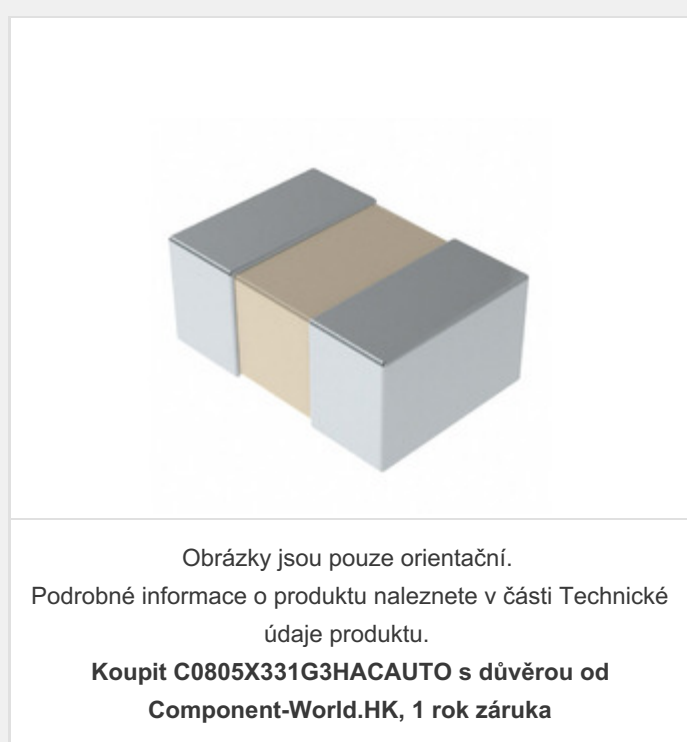 Obrázky jsou pouze orientační.
Podrobné informace o produktu naleznete v části Technické
údaje produktu.
Koupit C0805X331G3HACAUTO s důvěrou od
Component-World.HK, 1 rok záruka